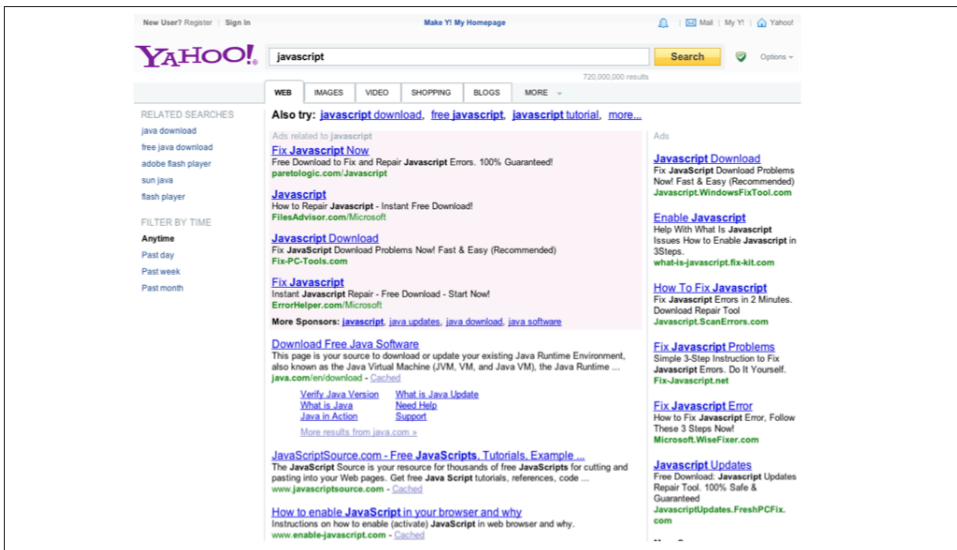 New User? Register | Sign In
Make Y! My Homepage
Mail | My Y! | Yahoo!
YAHOO!
javascript
Search
Options
720,000,000 results
WEB IMAGES VIDEO SHOPPING BLOGS MORE
RELATED SEARCHES
java download
free java download
adobe flash player
sun java
flash player
FILTER BY TIME
Anytime
Past day
Past week
Past month
Also try: javascript download, free javascript, javascript tutorial, more...
Ads related to javascript
Fix Javascript Now
Free Download to Fix and Repair Javascript Errors. 100% Guaranteed!
paretologic.com/Javascript
Javascript
How to Repair Javascript - Instant Free Download!
FilesAdvisor.com/Microsoft
Javascript Download
Fix JavaScript Download Problems Now! Fast & Easy (Recommended)
Fix-PC-Tools.com
Fix Javascript
Instant Javascript Repair - Free Download - Start Now!
ErrorHelper.com/Microsoft
More Sponsors: javascript, java updates, java download, java software
Download Free Java Software
This page is your source to download or update your existing Java Runtime Environment,
also known as the Java Virtual Machine (JVM, VM, and Java VM), the Java Runtime ...
java.com/en/download - Cached
Verify Java Version What is Java Update
What is Java Need Help
Java in Action Support
More results from java.com »
JavaScriptSource.com - Free JavaScripts, Tutorials, Example ...
The JavaScript Source is your resource for thousands of free JavaScripts for cutting and
pasting into your Web pages. Get free Java Script tutorials, references, code ...
www.javascriptsource.com - Cached
How to enable JavaScript in your browser and why
Instructions on how to enable (activate) JavaScript in web browser and why.
www.enable-javascript.com - Cached
Ads
Javascript Download
Fix JavaScript Download Problems
Now! Fast & Easy (Recommended)
Javascript.WindowsFixTool.com
Enable Javascript
Help With What Is Javascript
Issues How to Enable Javascript in
3Steps.
what-is-javascript.fix-kit.com
How To Fix Javascript
Fix Javascript Errors in 2 Minutes.
Download Repair Tool
Javascript.ScanErrors.com
Fix Javascript Problems
Simple 3-Step Instruction to Fix
Javascript Errors. Do It Yourself.
Fix-Javascript.net
Fix Javascript Error
How to Fix Javascript Error, Follow
These 3 Steps Now!
Microsoft.WiseFixer.com
Javascript Updates
Free Download: Javascript Updates
Repair Tool. 100% Safe &
Guaranteed
JavascriptUpdates.FreshPCFix.
com